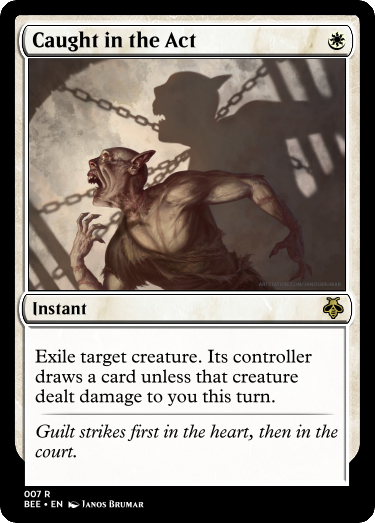 Caught in the Act
Instant
Exile target creature. Its controller
draws a card unless that creature
dealt damage to you this turn.
Guilt strikes first in the heart, then in the
court.
007 R
BEE • EN JANOS BRUMAR